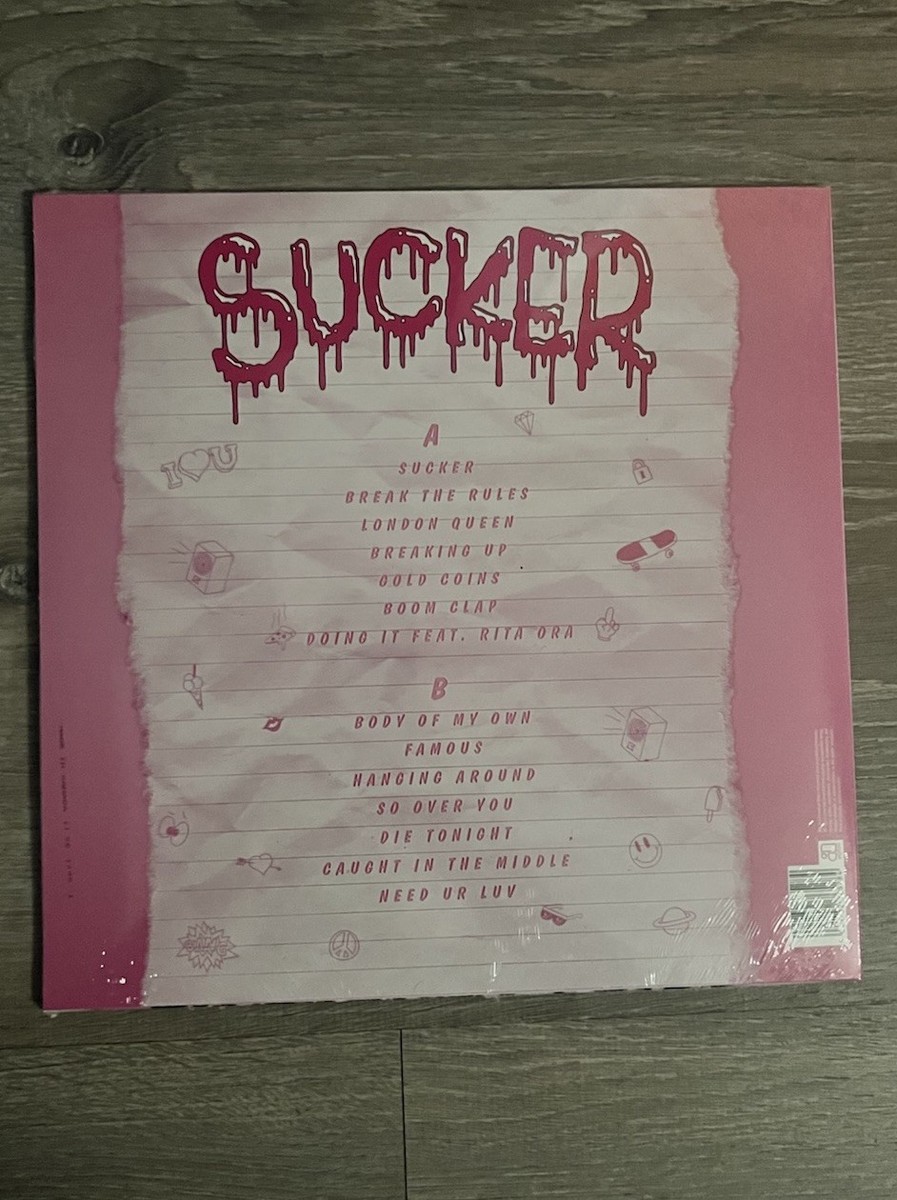 SUCKER
A
SUCKER
I U
BREAK THE RULES
LONDON QUEEN
BREAKING UP
GOLD COINS
BOOM CLAP
DOING IT FEAT. RITA ORA
B
BODY OF MY OWN
FAMOUS
HANGING AROUND
SO OVER YOU
DIE TONIGHT
CAUGHT IN THE MIDDLE
NEED UR LUV